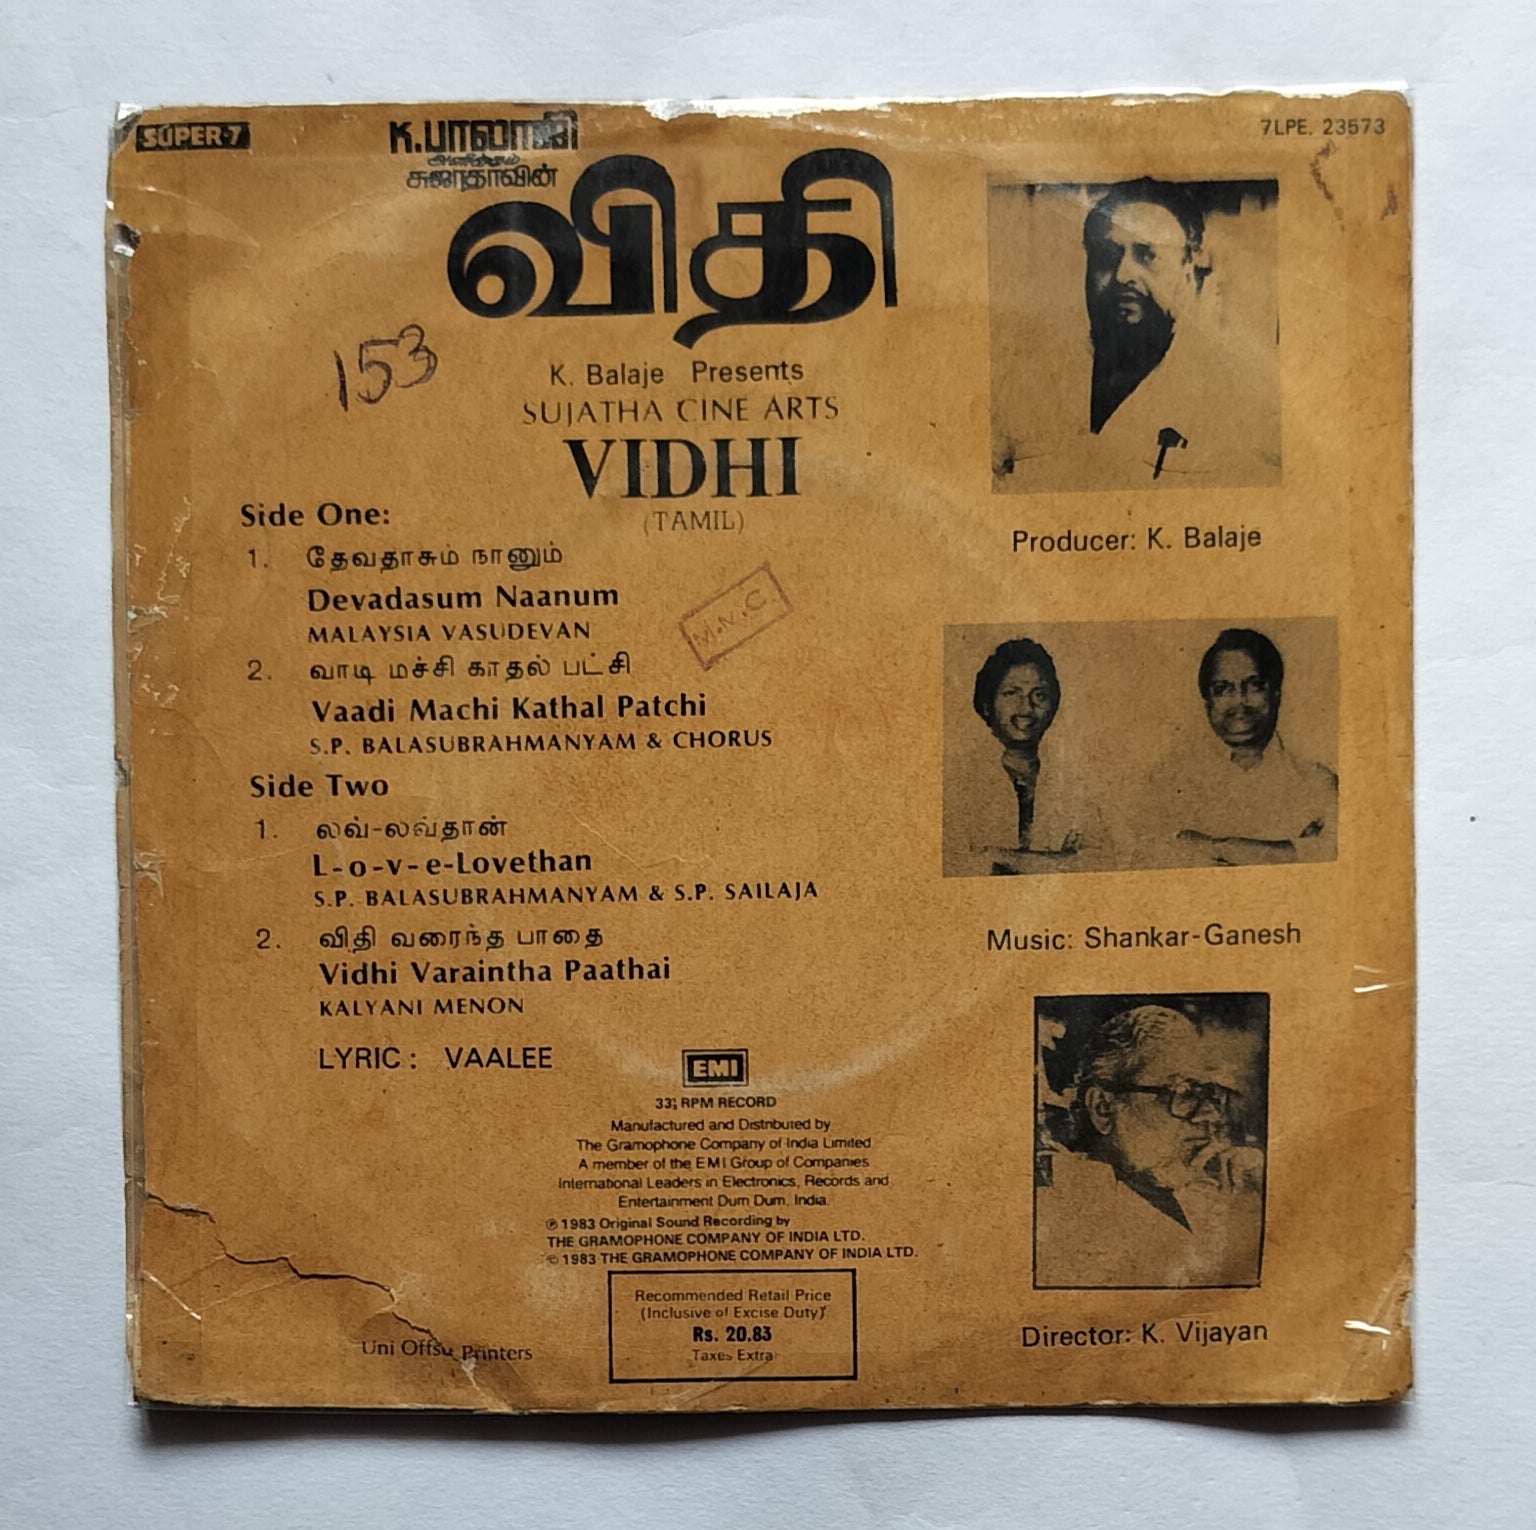 SUPER-7
7LPE. 23573
K.பாலாஜி
அளிக்கும்
சுஜாதாவின்
விதி
153
K. Balaje Presents
SUJATHA CINE ARTS
VIDHI
(TAMIL)
Side One:
1. தேவதாசும் நானும்
Devadasum Naanum
MALAYSIA VASUDEVAN
M.N.C.
2. வாடி மச்சி காதல் பட்சி
Vaadi Machi Kathal Patchi
S.P. BALASUBRAHMANYAM & CHORUS
Side Two
1. லவ்-லவ்தான்
L-o-v-e-Lovethan
S.P. BALASUBRAHMANYAM & S.P. SAILAJA
2. விதி வரைந்த பாதை
Vidhi Varaintha Paathai
KALYANI MENON
LYRIC: VAALEE
Producer: K. Balaje
Music: Shankar-Ganesh
Director: K. Vijayan
EMI
33⅓ RPM RECORD
Manufactured and Distributed by
The Gramophone Company of India Limited
A member of the EMI Group of Companies
International Leaders in Electronics, Records and
Entertainment Dum Dum, India.
℗ 1983 Original Sound Recording by
THE GRAMOPHONE COMPANY OF INDIA LTD.
© 1983 THE GRAMOPHONE COMPANY OF INDIA LTD.
Recommended Retail Price
(Inclusive of Excise Duty)
Rs. 20.83
Taxes Extra
Uni Offset Printers